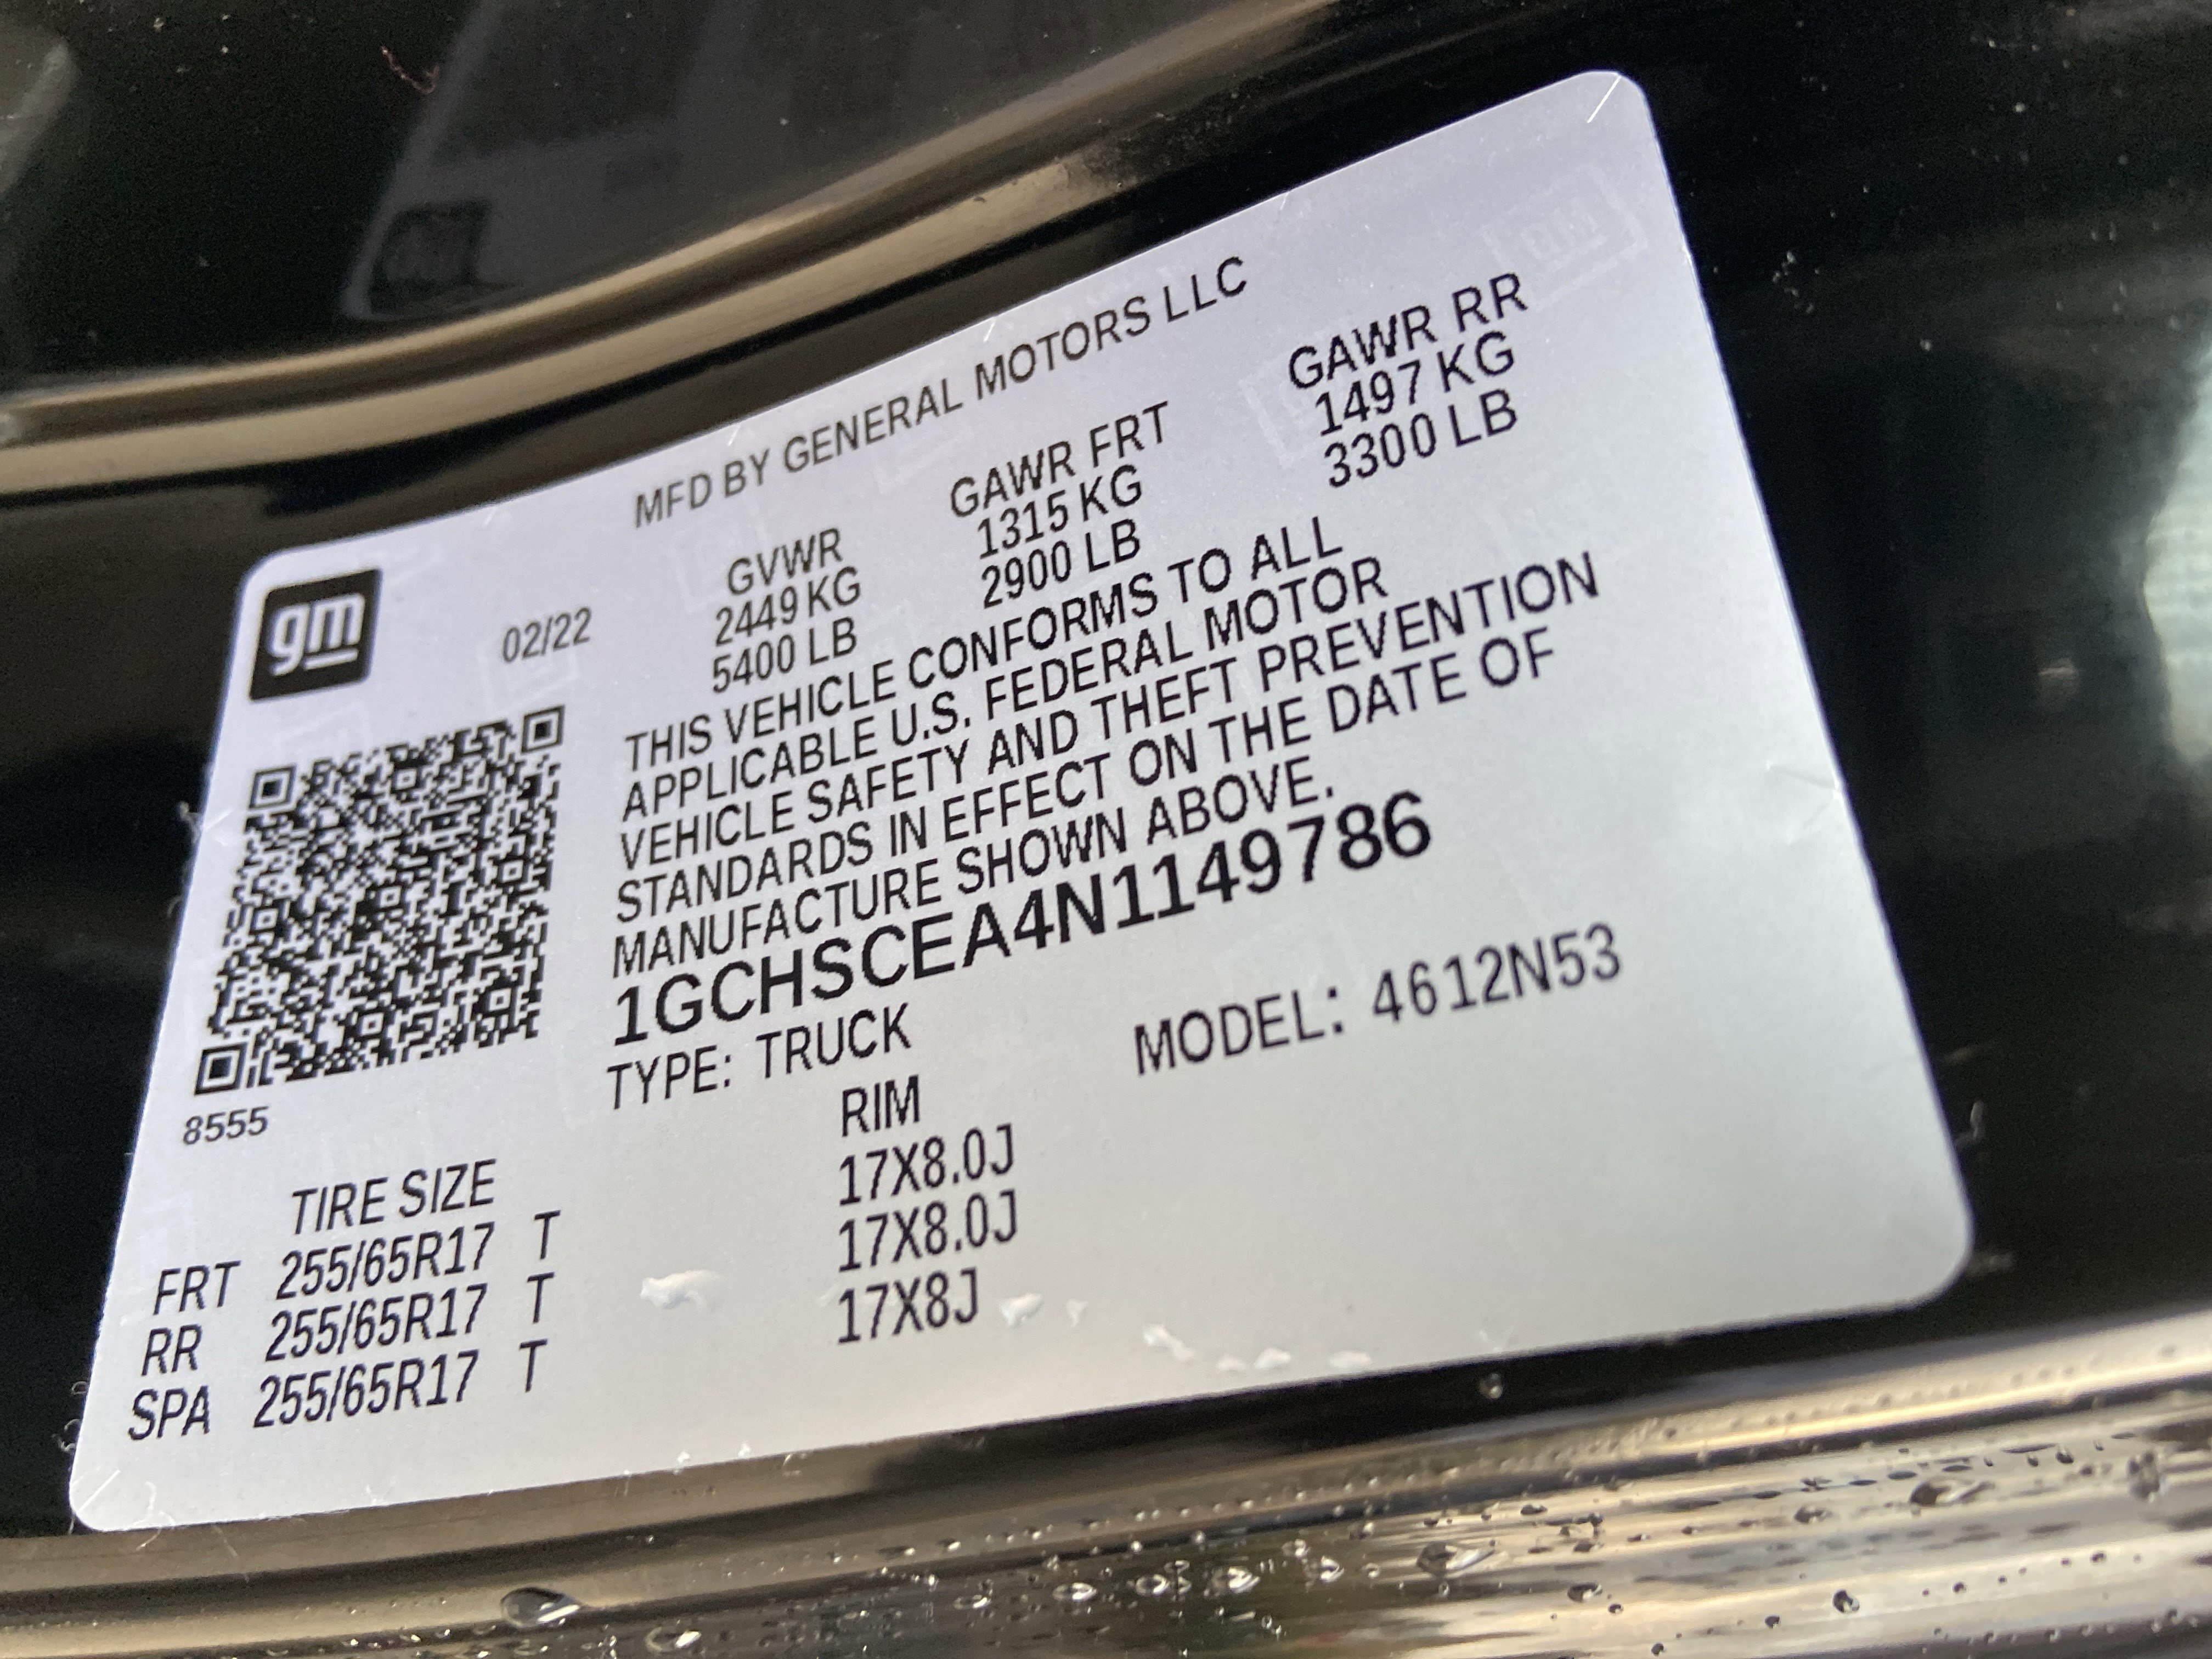 MFD BY GENERAL MOTORS LLC
gm
02/22
GVWR GAWR FRT GAWR RR
2449 KG 1315 KG 1497 KG
5400 LB 2900 LB 3300 LB
THIS VEHICLE CONFORMS TO ALL
APPLICABLE U.S. FEDERAL MOTOR
VEHICLE SAFETY AND THEFT PREVENTION
STANDARDS IN EFFECT ON THE DATE OF
MANUFACTURE SHOWN ABOVE.
1GCHSCEA4N1149786
TYPE: TRUCK MODEL: 4612N53
8555
TIRE SIZE RIM
FRT 255/65R17 T 17X8.0J
RR 255/65R17 T 17X8.0J
SPA 255/65R17 T 17X8J